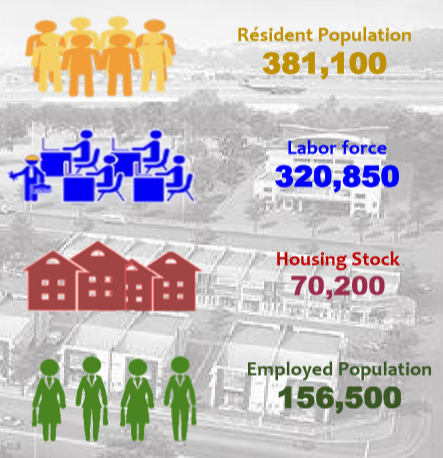 Résident Population
381,100
Labor force
320,850
Housing Stock
70,200
Employed Population
156,500